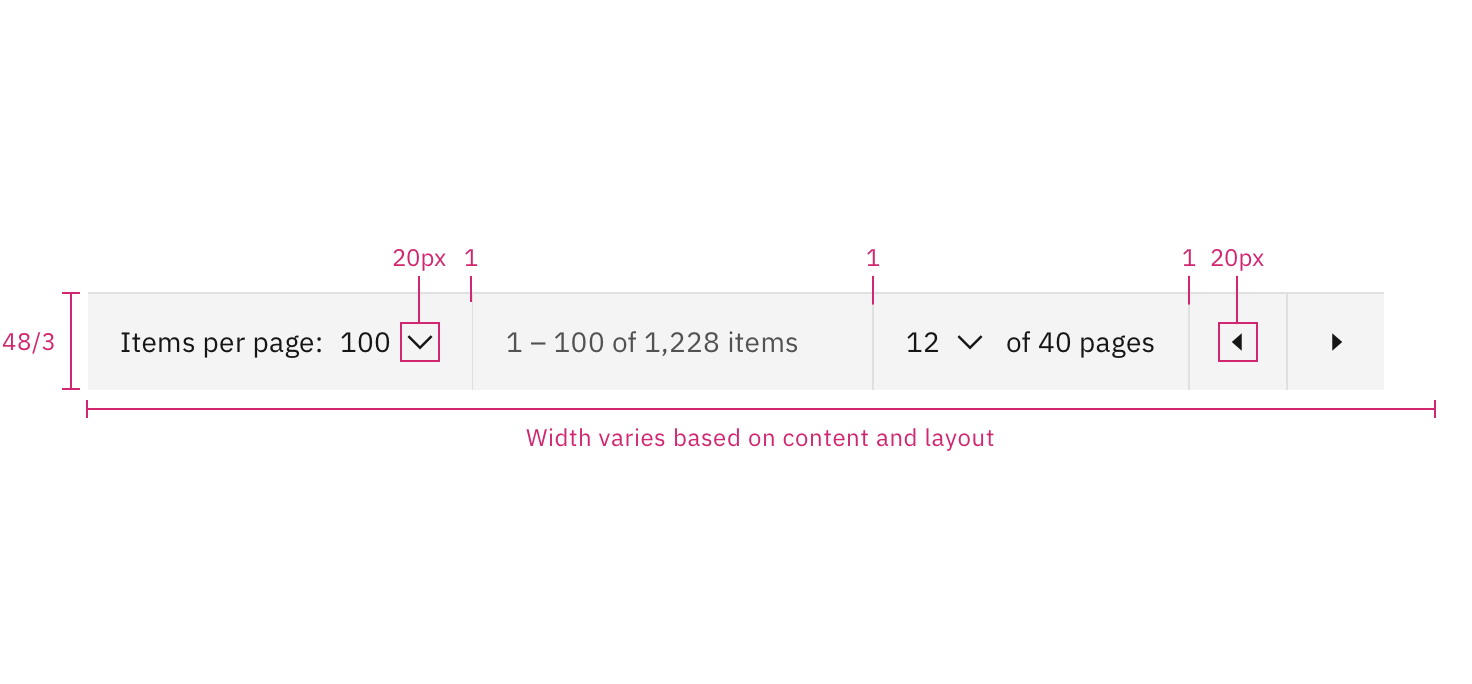 20px 1 1 1 20px
48/3 Items per page: 100 1 – 100 of 1,228 items 12 of 40 pages
Width varies based on content and layout